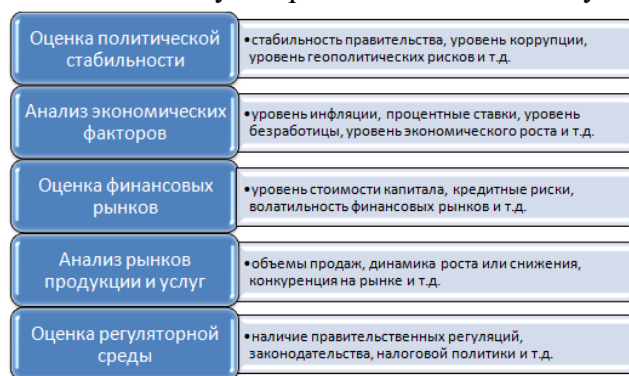 Оценка политической
стабильности
•стабильность правительства, уровень коррупции,
уровень геополитических рисков и т.д.
Анализ экономических
факторов
•уровень инфляции, процентные ставки, уровень
безработицы, уровень экономического роста и т.д.
Оценка финансовых
рынков
•уровень стоимости капитала, кредитные риски,
волатильность финансовых рынков и т.д.
Анализ рынков
продукции и услуг
•объемы продаж, динамика роста или снижения,
конкуренция на рынке и т.д.
Оценка регуляторной
среды
•наличие правительственных регуляций,
законодательства, налоговой политики и т.д.